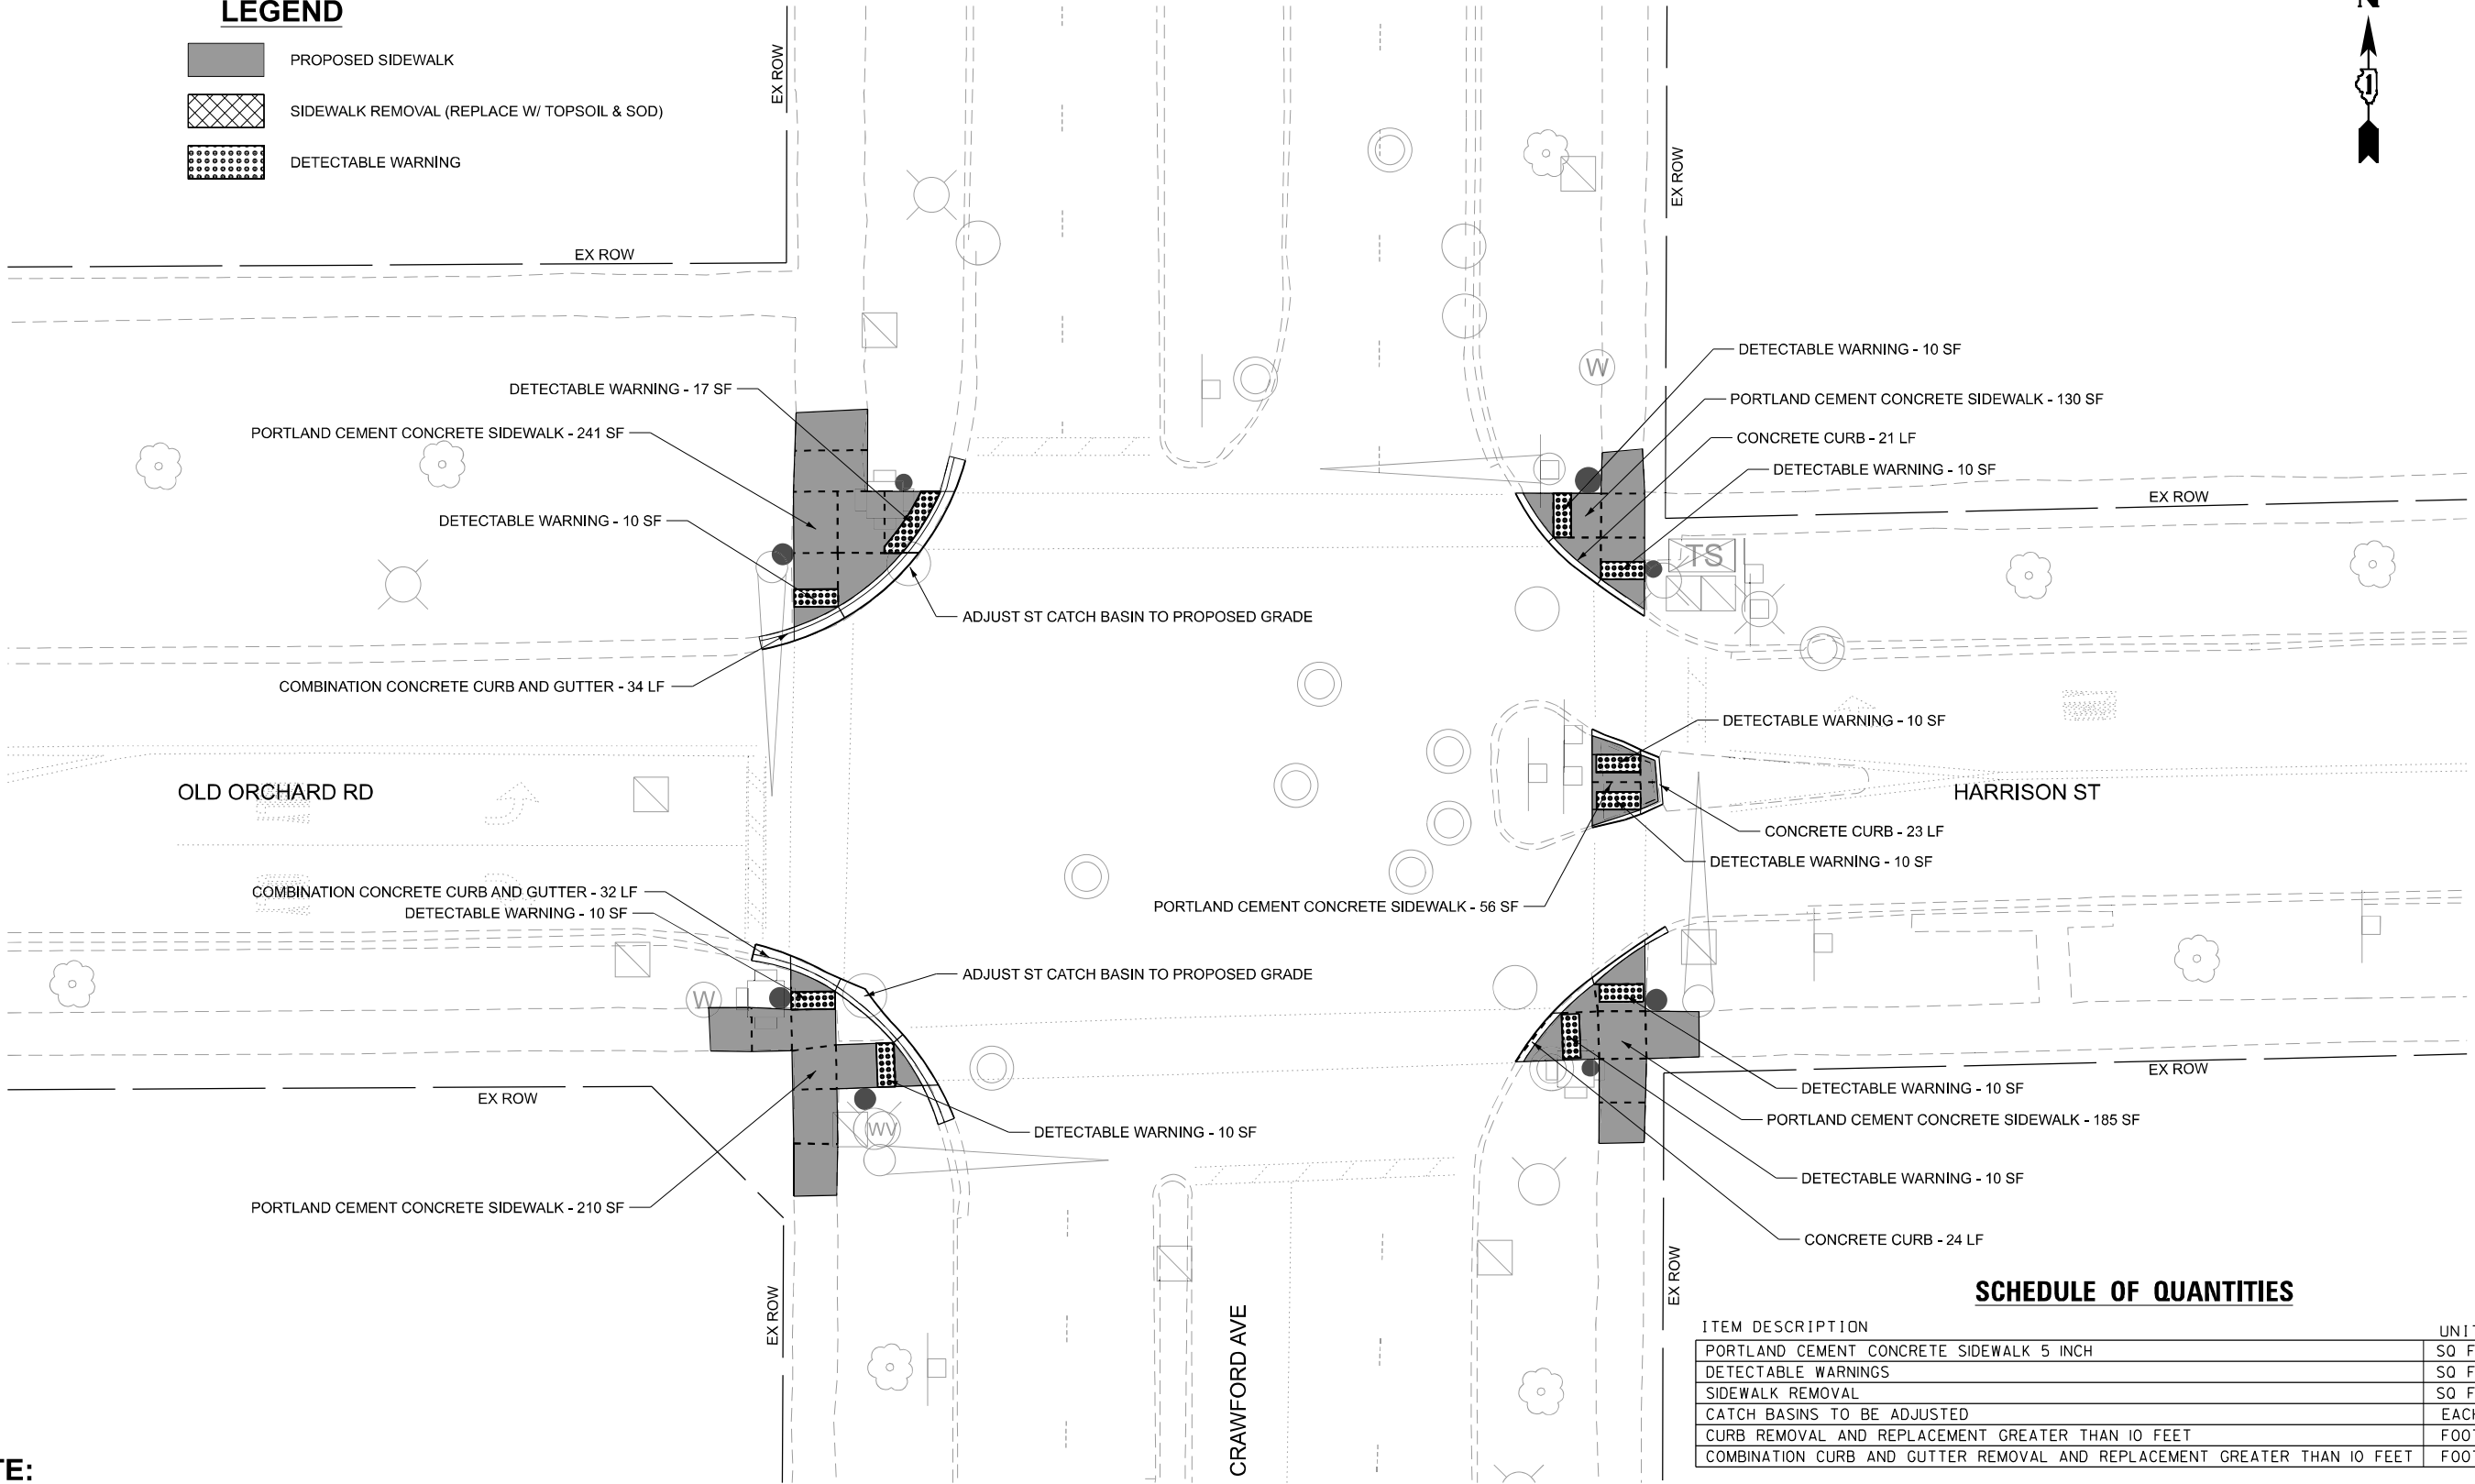 LEGEND
N
PROPOSED SIDEWALK
SIDEWALK REMOVAL (REPLACE W/ TOPSOIL & SOD)
DETECTABLE WARNING
EX ROW
EX ROW
EX ROW
DETECTABLE WARNING - 17 SF
PORTLAND CEMENT CONCRETE SIDEWALK - 241 SF
DETECTABLE WARNING - 10 SF
ADJUST ST CATCH BASIN TO PROPOSED GRADE
COMBINATION CONCRETE CURB AND GUTTER - 34 LF
W
DETECTABLE WARNING - 10 SF
PORTLAND CEMENT CONCRETE SIDEWALK - 130 SF
CONCRETE CURB - 21 LF
DETECTABLE WARNING - 10 SF
EX ROW
TS
DETECTABLE WARNING - 10 SF
OLD ORCHARD RD
HARRISON ST
CONCRETE CURB - 23 LF
DETECTABLE WARNING - 10 SF
PORTLAND CEMENT CONCRETE SIDEWALK - 56 SF
COMBINATION CONCRETE CURB AND GUTTER - 32 LF
DETECTABLE WARNING - 10 SF
ADJUST ST CATCH BASIN TO PROPOSED GRADE
W
EX ROW
WV
DETECTABLE WARNING - 10 SF
PORTLAND CEMENT CONCRETE SIDEWALK - 210 SF
EX ROW
DETECTABLE WARNING - 10 SF
PORTLAND CEMENT CONCRETE SIDEWALK - 185 SF
DETECTABLE WARNING - 10 SF
CONCRETE CURB - 24 LF
EX ROW
EX ROW
CRAWFORD AVE
SCHEDULE OF QUANTITIES
ITEM DESCRIPTION UNIT
PORTLAND CEMENT CONCRETE SIDEWALK 5 INCH SQ F
DETECTABLE WARNINGS SQ F
SIDEWALK REMOVAL SQ F
CATCH BASINS TO BE ADJUSTED EACH
CURB REMOVAL AND REPLACEMENT GREATER THAN 10 FEET FOOT
COMBINATION CURB AND GUTTER REMOVAL AND REPLACEMENT GREATER THAN 10 FEET FOOT
TE: